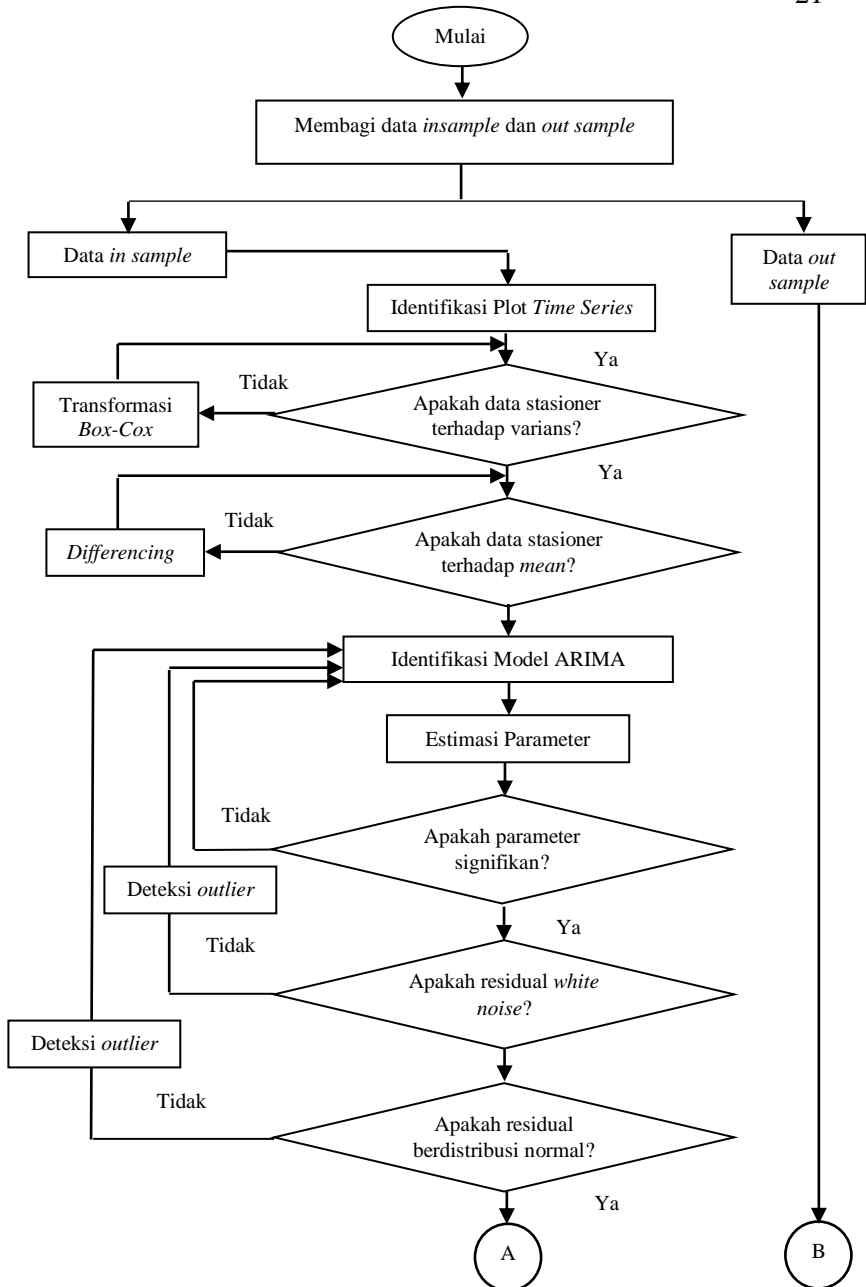 Mulai
Membagi data insample dan out sample
Data in sample
Data out
sample
Identifikasi Plot Time Series
Ya
Tidak
Transformasi
Box-Cox
Apakah data stasioner
terhadap varians?
Ya
Tidak
Differencing
Apakah data stasioner
terhadap mean?
Identifikasi Model ARIMA
Estimasi Parameter
Tidak
Apakah parameter
signifikan?
Deteksi outlier
Ya
Tidak
Apakah residual white
noise?
Deteksi outlier
Tidak
Apakah residual
berdistribusi normal?
Ya
A
B